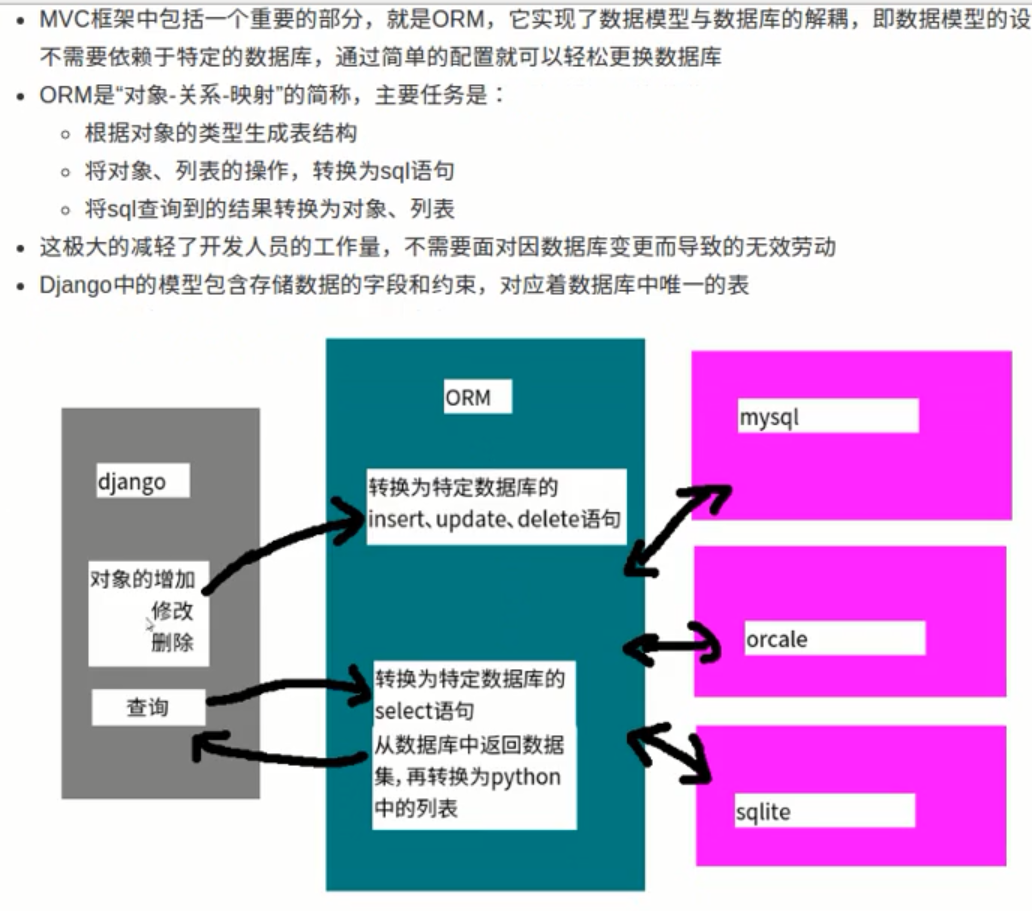 MVC框架中包括一个重要的部分，就是ORM，它实现了数据模型与数据库的解耦，即数据模型的设
不需要依赖于特定的数据库，通过简单的配置就可以轻松更换数据库
ORM是“对象-关系-映射”的简称，主要任务是：
根据对象的类型生成表结构
将对象、列表的操作，转换为sql语句
将sql查询到的结果转换为对象、列表
这极大的减轻了开发人员的工作量，不需要面对因数据库变更而导致的无效劳动
Django中的模型包含存储数据的字段和约束，对应着数据库中唯一的表
django
对象的增加
修改
删除
查询
ORM
转换为特定数据库的
insert、update、delete语句
转换为特定数据库的
select语句
从数据库中返回数据
集，再转换为python
中的列表
mysql
orcale
sqlite